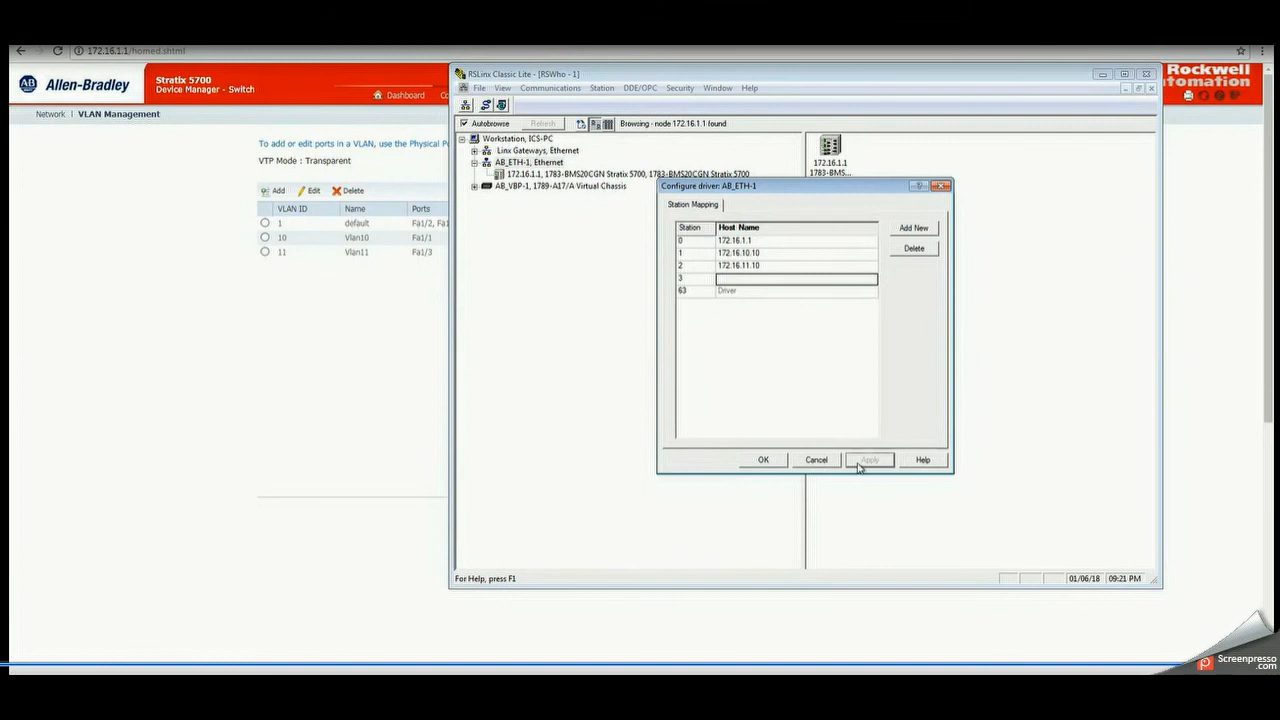 172.16.1.1/homed.shtml
AB Allen-Bradley
Stratix 5700
Device Manager - Switch
Dashboard
Co
Network | VLAN Management
To add or edit ports in a VLAN, use the Physical Po
VTP Mode : Transparent
Add Edit Delete
VLAN ID Name Ports
1 default Fa1/2, Fa1
10 Vlan10 Fa1/1
11 Vlan11 Fa1/3
RSLinx Classic Lite - [RSWho - 1]
File View Communications Station DDE/OPC Security Window Help
Autobrowse Refresh Browsing - node 172.16.1.1 found
Workstation, ICS-PC
Linx Gateways, Ethernet
AB_ETH-1, Ethernet
172.16.1.1, 1783-BMS20CGN Stratix 5700, 1783-BMS20CGN Stratix 5700
AB_VBP-1, 1789-A17/A Virtual Chassis
172.16.1.1
1783-BMS...
Configure driver: AB_ETH-1
Station Mapping
Station Host Name
0 172.16.1.1
1 172.16.10.10
2 172.16.11.10
3
63 Driver
Add New
Delete
OK Cancel Apply Help
For Help, press F1
01/06/18 09:21 PM
Rockwell
utomation
Screenpresso
.com